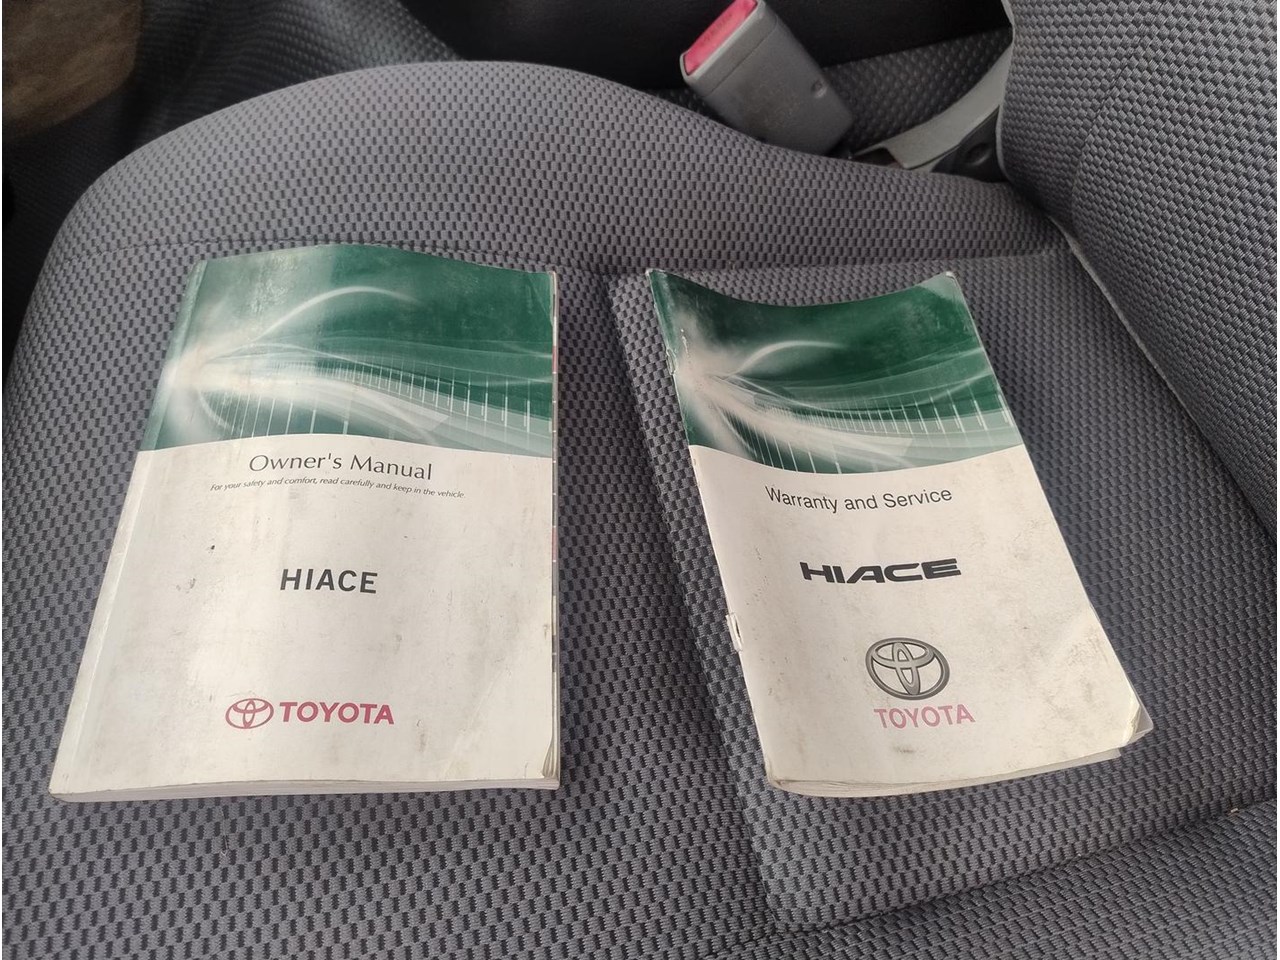 Owner's Manual
For your safety and comfort, read carefully and keep in the vehicle.
HIACE
TOYOTA
Warranty and Service
HIACE
TOYOTA